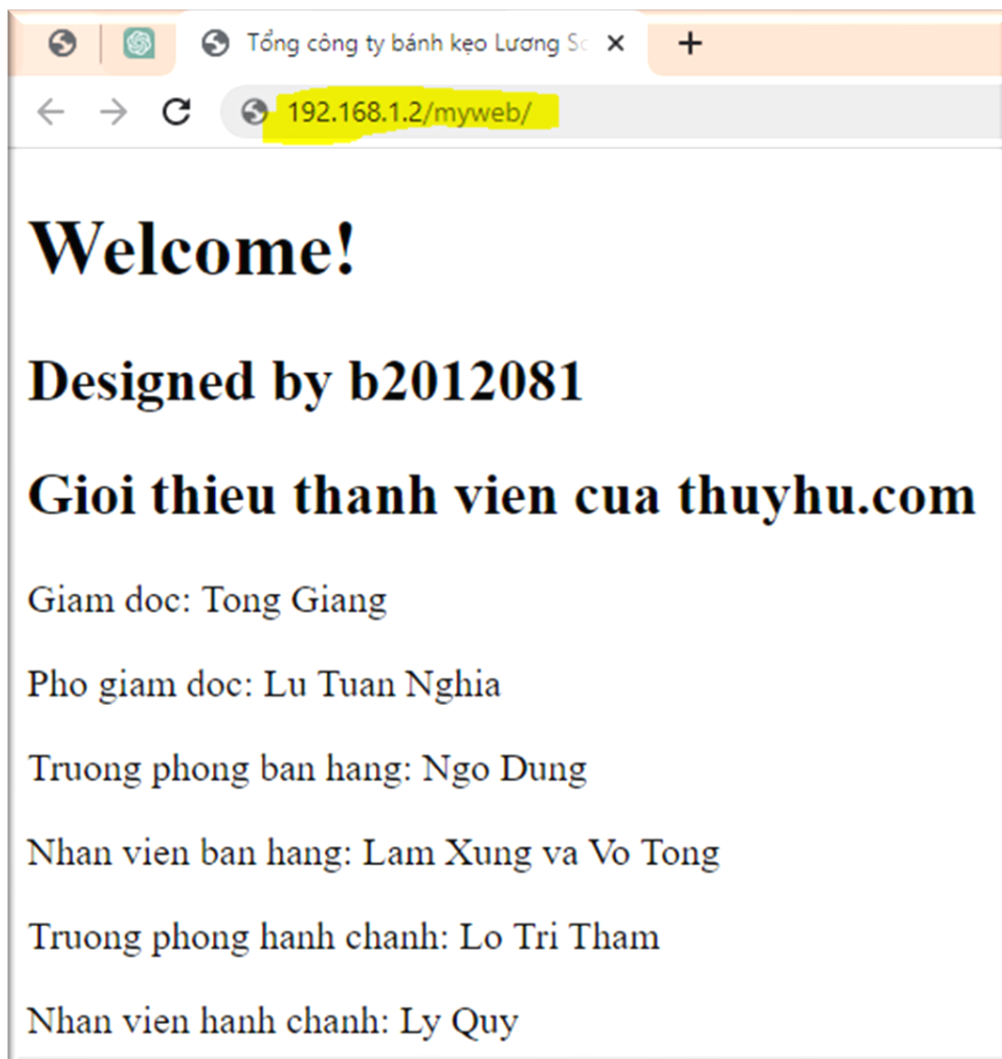 Tổng công ty bánh kẹo Lương
192.168.1.2/myweb/
Welcome!
Designed by b2012081
Gioi thieu thanh vien cua thuyhu.com
Giam doc: Tong Giang
Pho giam doc: Lu Tuan Nghia
Truong phong ban hang: Ngo Dung
Nhan vien ban hang: Lam Xung va Vo Tong
Truong phong hanh chanh: Lo Tri Tham
Nhan vien hanh chanh: Ly Quy